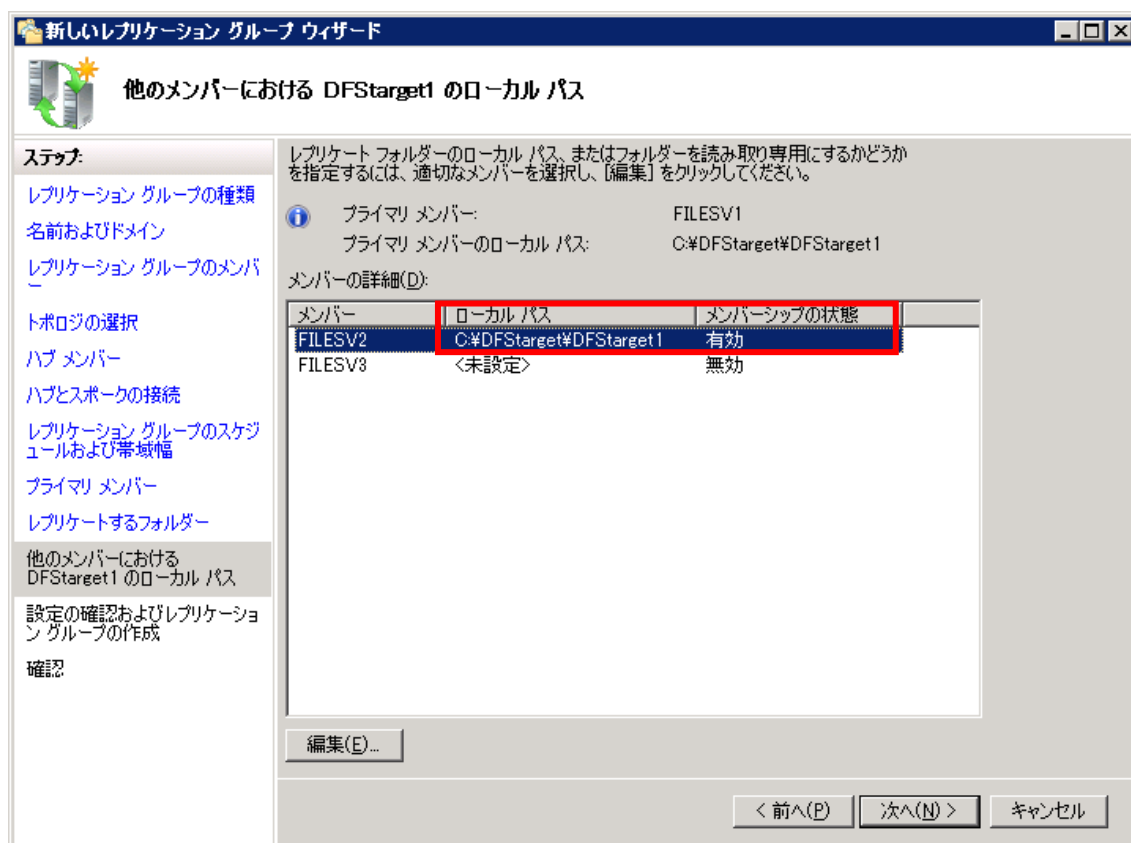 新しいレプリケーション グループ ウィザード
他のメンバーにおける DFStarget1 のローカル パス
ステップ:
レプリケーション グループの種類
名前およびドメイン
レプリケーション グループのメンバ
ー
トポロジの選択
ハブ メンバー
ハブとスポークの接続
レプリケーション グループのスケジ
ュールおよび帯域幅
プライマリ メンバー
レプリケートするフォルダー
他のメンバーにおける
DFStarget1 のローカル パス
設定の確認およびレプリケーショ
ン グループの作成
確認
レプリケート フォルダーのローカル パス、またはフォルダーを読み取り専用にするかどうか
を指定するには、適切なメンバーを選択し、[編集] をクリックしてください。
プライマリ メンバー: FILESV1
プライマリ メンバーのローカル パス: C:¥DFStarget¥DFStarget1
メンバーの詳細(D):
メンバー ローカル パス メンバーシップの状態
FILESV2 C:¥DFStarget¥DFStarget1 有効
FILESV3 <未設定> 無効
編集(E)...
< 前へ(P) 次へ(N) > キャンセル